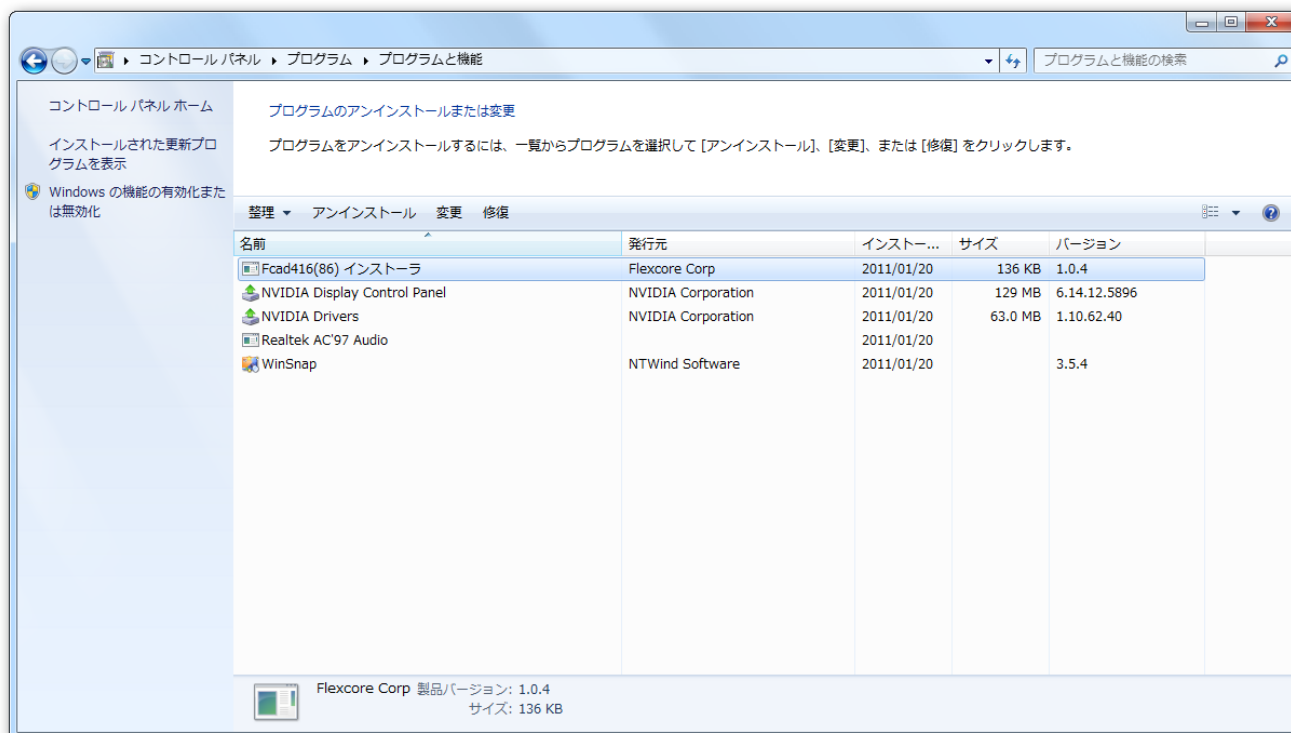 コントロール パネル ▸ プログラム ▸ プログラムと機能
プログラムと機能の検索
コントロール パネル ホーム
インストールされた更新プロ
グラムを表示
Windows の機能の有効化また
は無効化
プログラムのアンインストールまたは変更
プログラムをアンインストールするには、一覧からプログラムを選択して [アンインストール]、[変更]、または [修復] をクリックします。
整理 アンインストール 変更 修復
名前 発行元 インストー... サイズ バージョン
Fcad416(86) インストーラ Flexcore Corp 2011/01/20 136 KB 1.0.4
NVIDIA Display Control Panel NVIDIA Corporation 2011/01/20 129 MB 6.14.12.5896
NVIDIA Drivers NVIDIA Corporation 2011/01/20 63.0 MB 1.10.62.40
Realtek AC'97 Audio 2011/01/20
WinSnap NTWind Software 2011/01/20 3.5.4
Flexcore Corp 製品バージョン: 1.0.4
サイズ: 136 KB